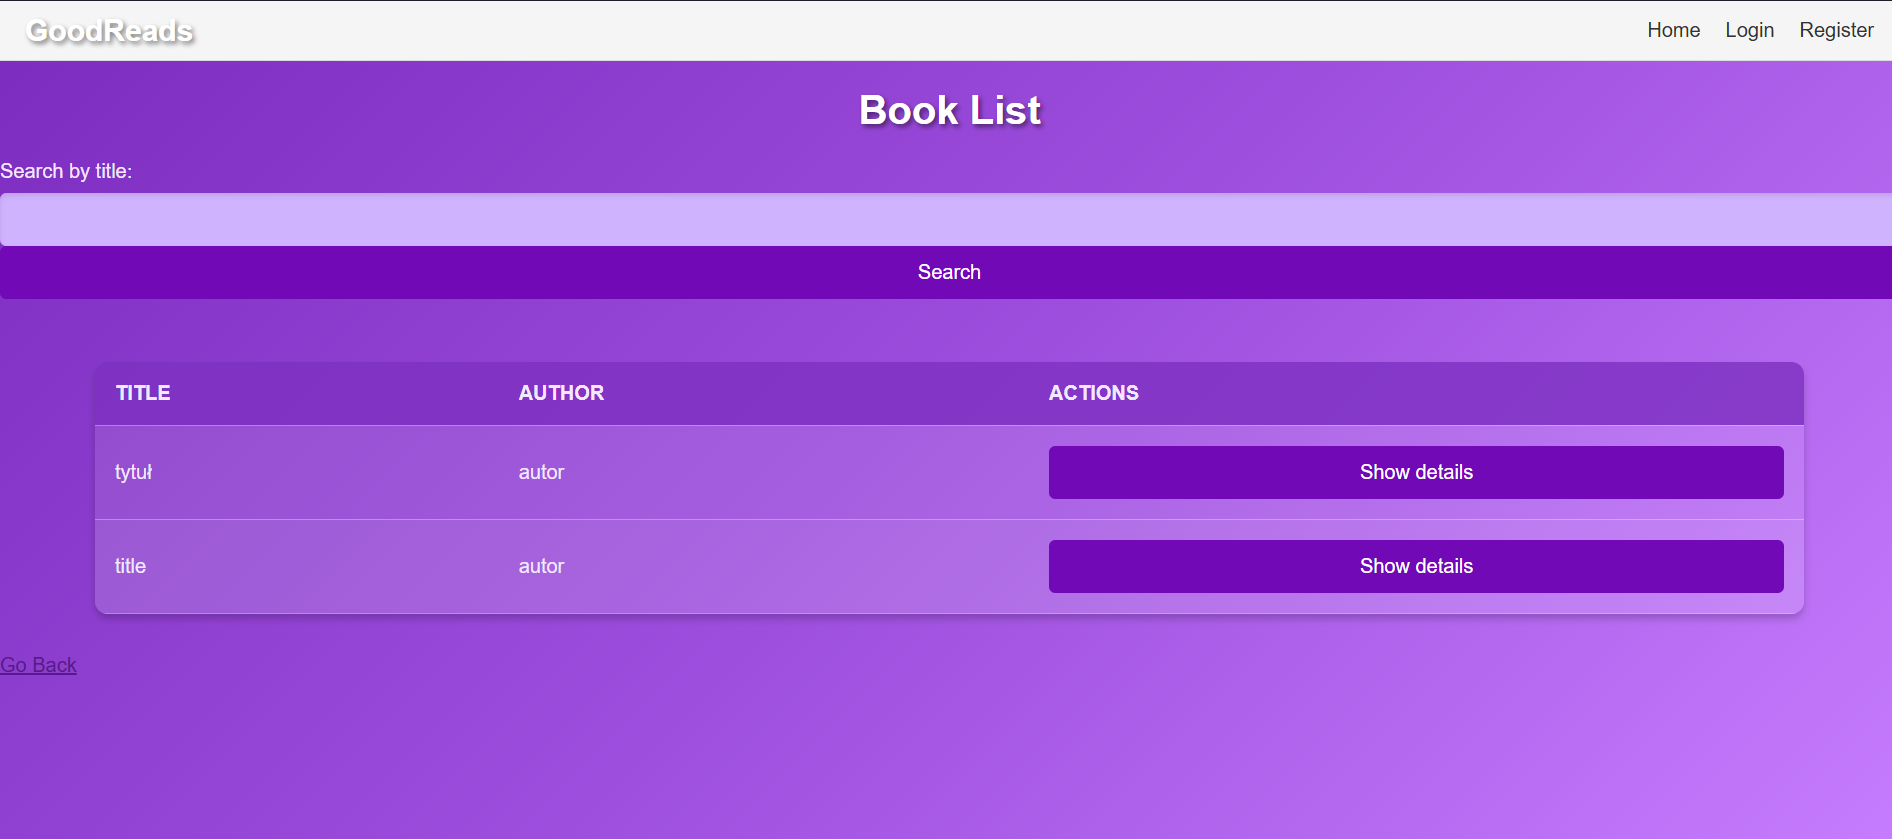 GoodReads Home Login Register
Book List
Search by title:
Search
TITLE AUTHOR ACTIONS
tytuł autor Show details
title autor Show details
Go Back